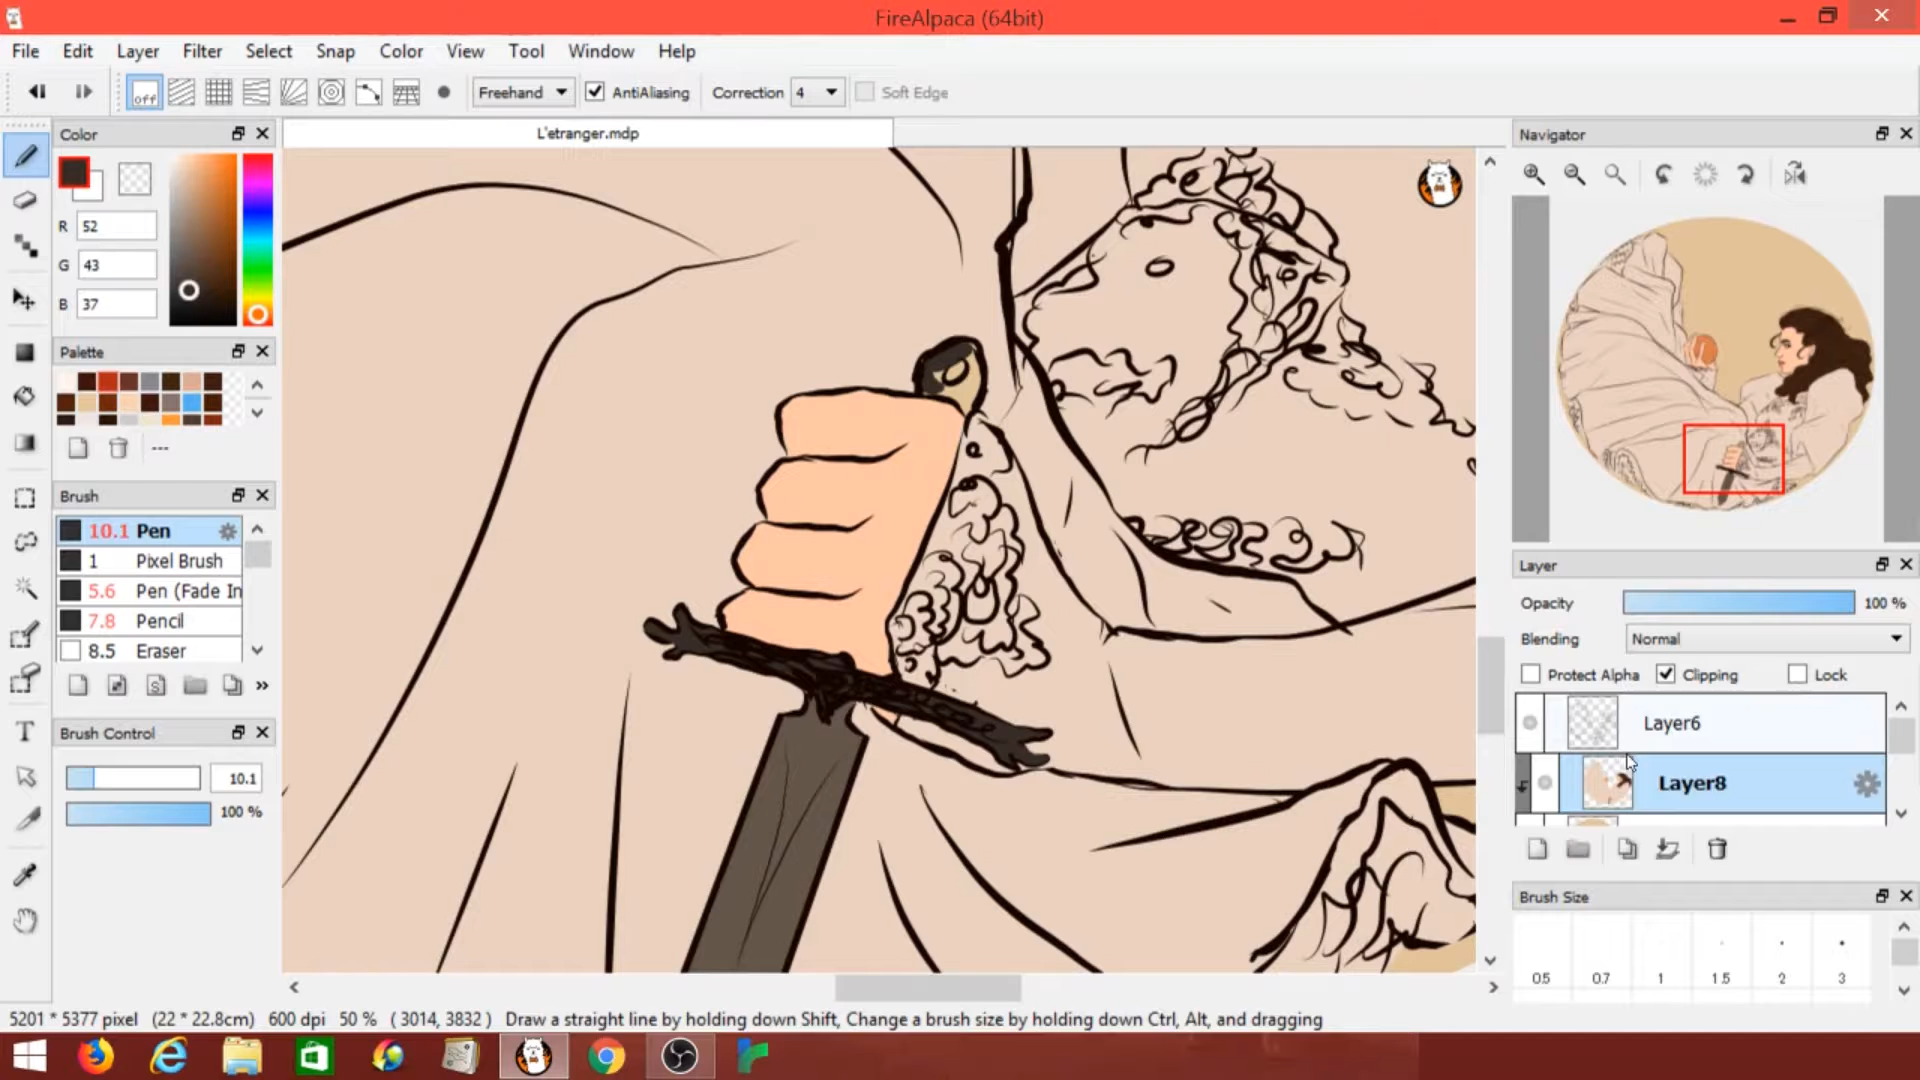 FireAlpaca (64bit)
File Edit Layer Filter Select Snap Color View Tool Window Help
off Freehand AntiAliasing Correction 4 Soft Edge
Color
R 52
G 43
B 37
Palette
---
Brush
10.1 Pen
1 Pixel Brush
5.6 Pen (Fade In
7.8 Pencil
8.5 Eraser
S
Brush Control
10.1
100 %
T
L'etranger.mdp
Navigator
Layer
Opacity 100 %
Blending Normal
Protect Alpha Clipping Lock
Layer6
Layer8
Brush Size
0.5 0.7 1 1.5 2 3
5201 * 5377 pixel (22 * 22.8cm) 600 dpi 50 % ( 3014, 3832 ) Draw a straight line by holding down Shift, Change a brush size by holding down Ctrl, Alt, and dragging